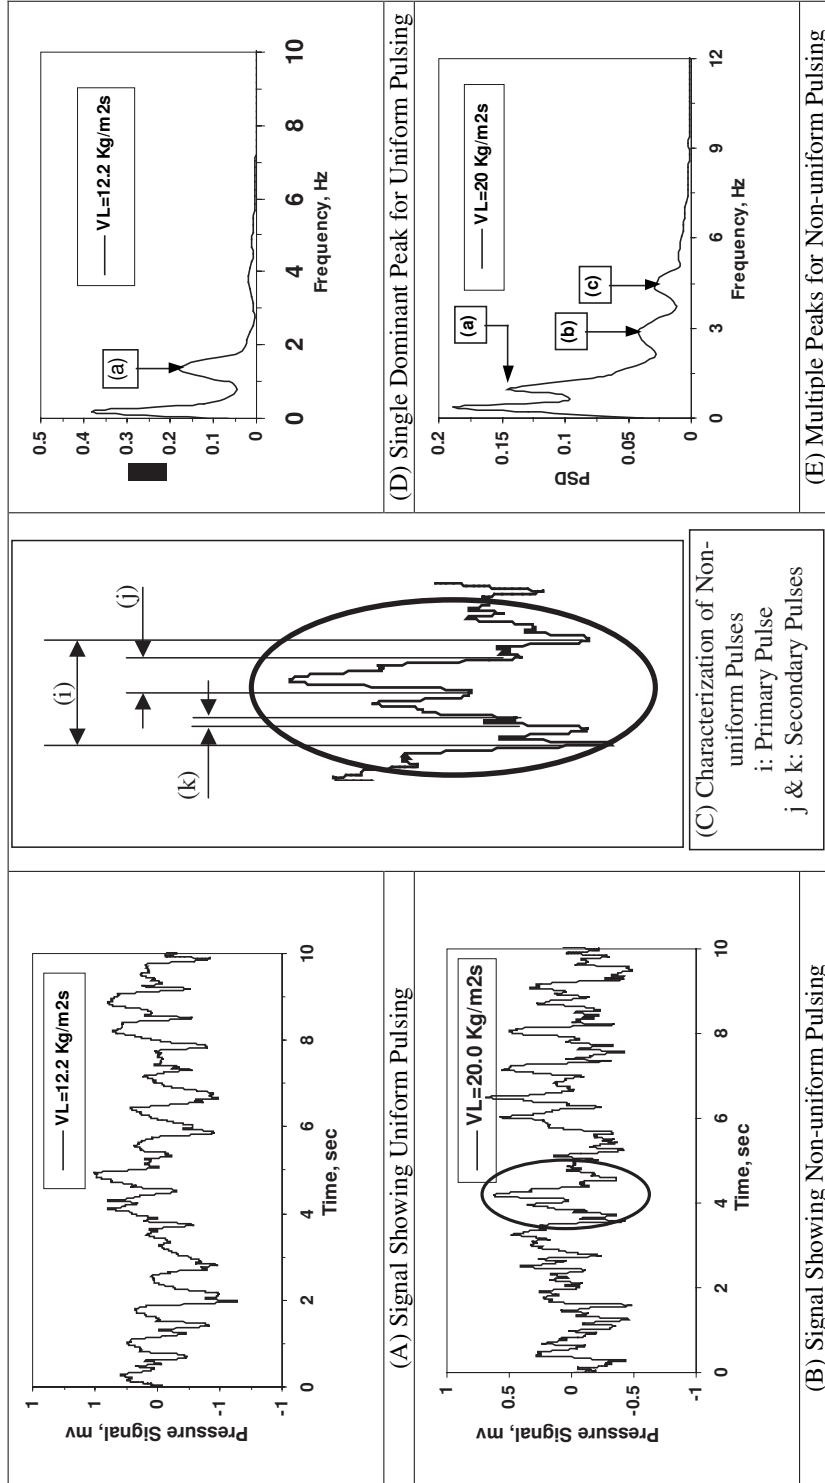 VL=12.2 Kg/m2s
Pressure Signal, mv
1
1
0
-1
-1
0
2
4
6
8
10
Time, sec
(A) Signal Showing Uniform Pulsing
VL=20.0 Kg/m2s
Pressure Signal, mv
1
0.5
0
-0.5
-1
0
2
4
6
8
10
Time, sec
(B) Signal Showing Non-uniform Pulsing
(i)
(j)
(k)
(C) Characterization of Non-
uniform Pulses
i: Primary Pulse
j & k: Secondary Pulses
VL=12.2 Kg/m2s
(a)
0.5
0.4
0.3
0.2
0.1
0
0
2
4
6
8
10
Frequency, Hz
(D) Single Dominant Peak for Uniform Pulsing
VL=20 Kg/m2s
(a)
(b)
(c)
PSD
0.2
0.15
0.1
0.05
0
0
3
6
9
12
Frequency, Hz
(E) Multiple Peaks for Non-uniform Pulsing